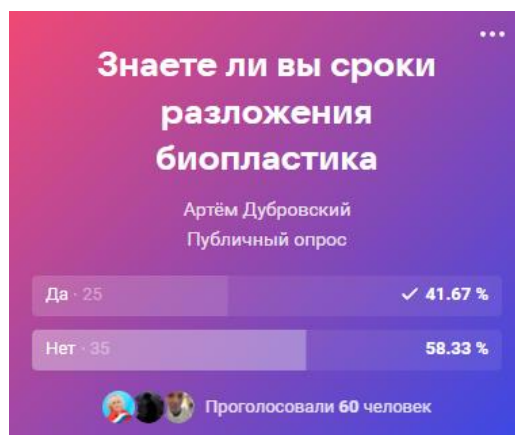 Знаете ли вы сроки
разложения
биопластика
Артём Дубровский
Публичный опрос
Да · 25 41.67 %
Нет · 35 58.33 %
Проголосовали 60 человек